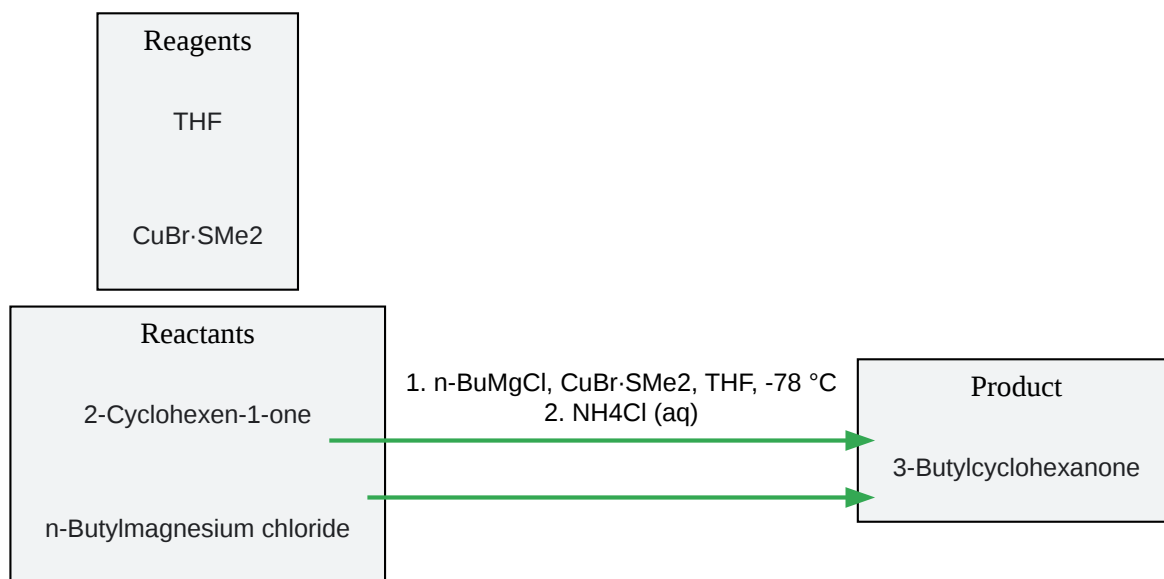 Reagents
THF
CuBr·SMe2
Reactants
2-Cyclohexen-1-one
n-Butylmagnesium chloride
1. n-BuMgCl, CuBr·SMe2, THF, -78 °C
2. NH4Cl (aq)
Product
3-Butylcyclohexanone